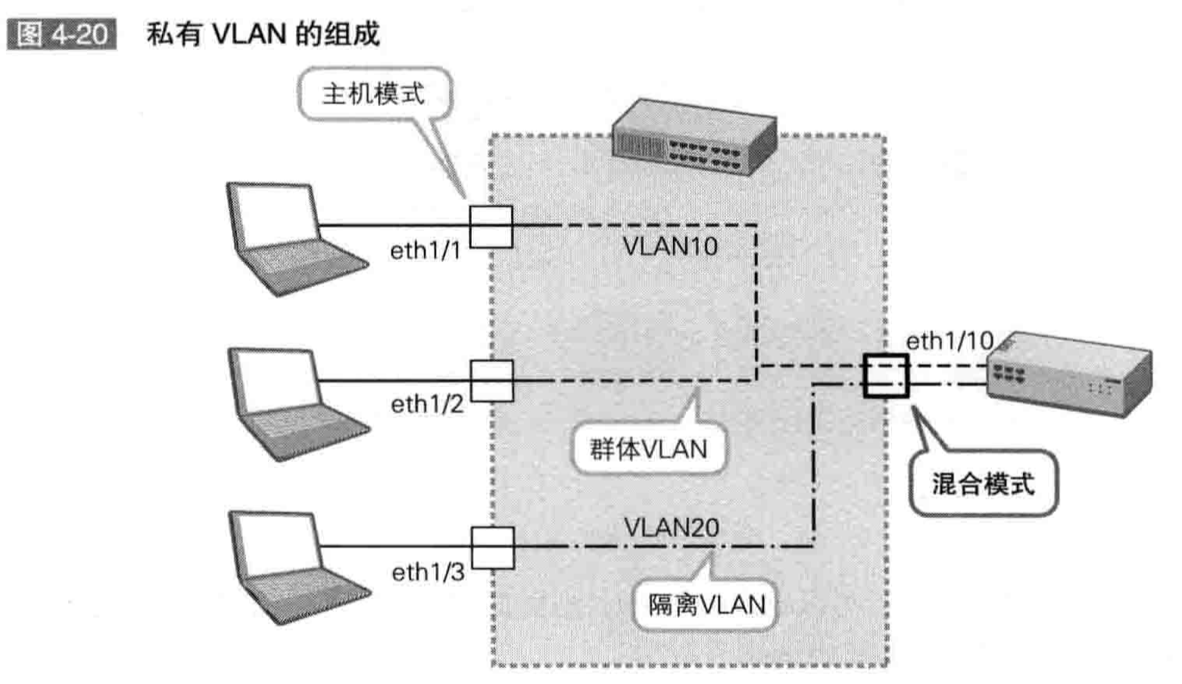 图 4-20 私有 VLAN 的组成
主机模式
eth1/1
VLAN10
eth1/10
eth1/2
群体VLAN
混合模式
VLAN20
eth1/3
隔离VLAN